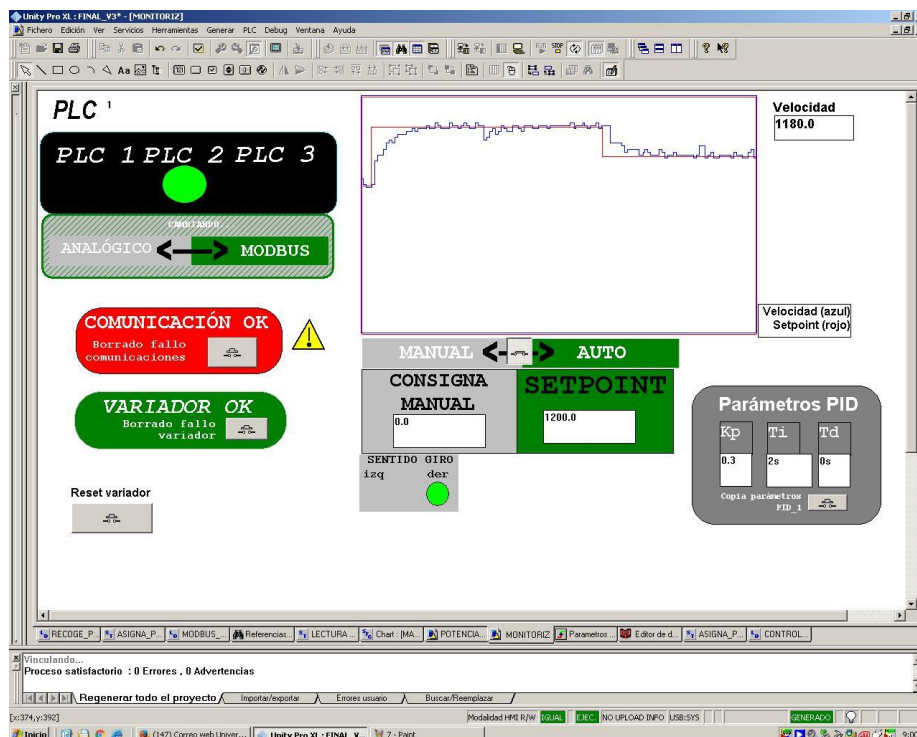 Unity Pro XL : FINAL_V3* - [MONITORIZ]
Fichero Edición Ver Servicios Herramientas Generar PLC Debug Ventana Ayuda
PLC 1
PLC 1 PLC 2 PLC 3
CAMBIANDO...
ANALÓGICO MODBUS
COMUNICACIÓN OK
Borrado fallo
comunicaciones
VARIADOR OK
Borrado fallo
variador
Reset variador
Velocidad
1180.0
Velocidad (azul)
Setpoint (rojo)
MANUAL AUTO
CONSIGNA
MANUAL
0.0
SETPOINT
1200.0
SENTIDO GIRO
izq der
Parámetros PID
Kp Ti Td
0.3 2s 0s
Copia parámetros
PID_1
RECOGE_P... ASIGNA_P... MODBUS_... Referencias... LECTURA ... Chart : [MA... POTENCIA... MONITORIZ Parametros ... Editor de d... ASIGNA_P... CONTROL...
Vinculando...
Proceso satisfactorio : 0 Errores , 0 Advertencias
Regenerar todo el proyecto Importar/exportar Errores usuario Buscar/Reemplazar
[x:374,y:392] Modalidad HMI R/W IGUAL EJEC. NO UPLOAD INFO USB:SYS GENERADO
Inicio (147) Correo web Univer... Unity Pro XL : FINAL_V... 7 - Paint